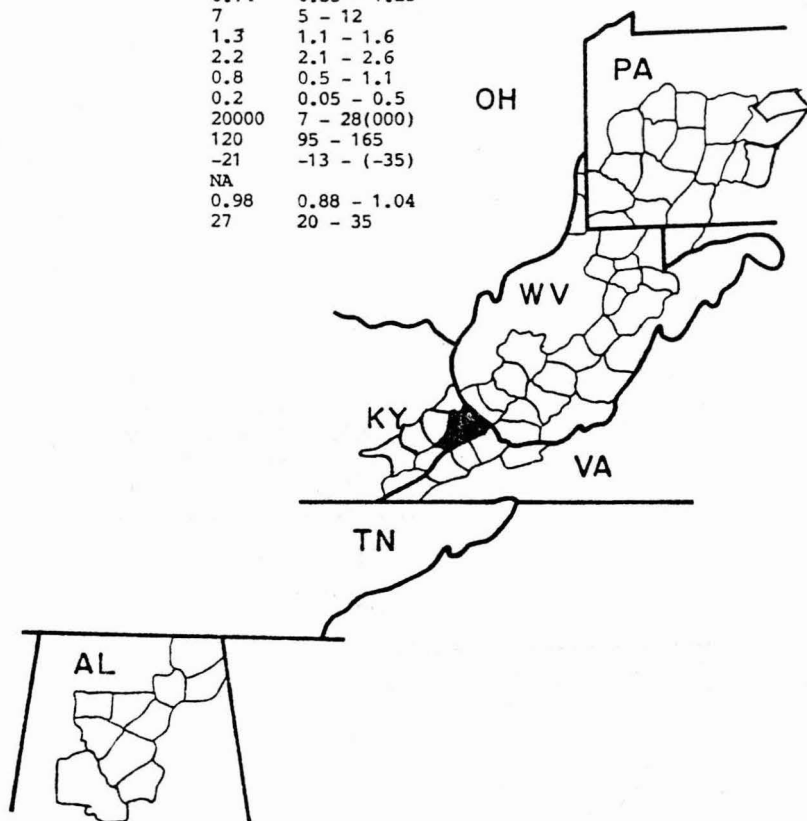 7 5 - 12
1.3 1.1 - 1.6
2.2 2.1 - 2.6
0.8 0.5 - 1.1
0.2 0.05 - 0.5
20000 7 - 28(000)
120 95 - 165
-21 -13 - (-35)
NA
0.98 0.88 - 1.04
27 20 - 35
PA
OH
WV
KY
VA
TN
AL